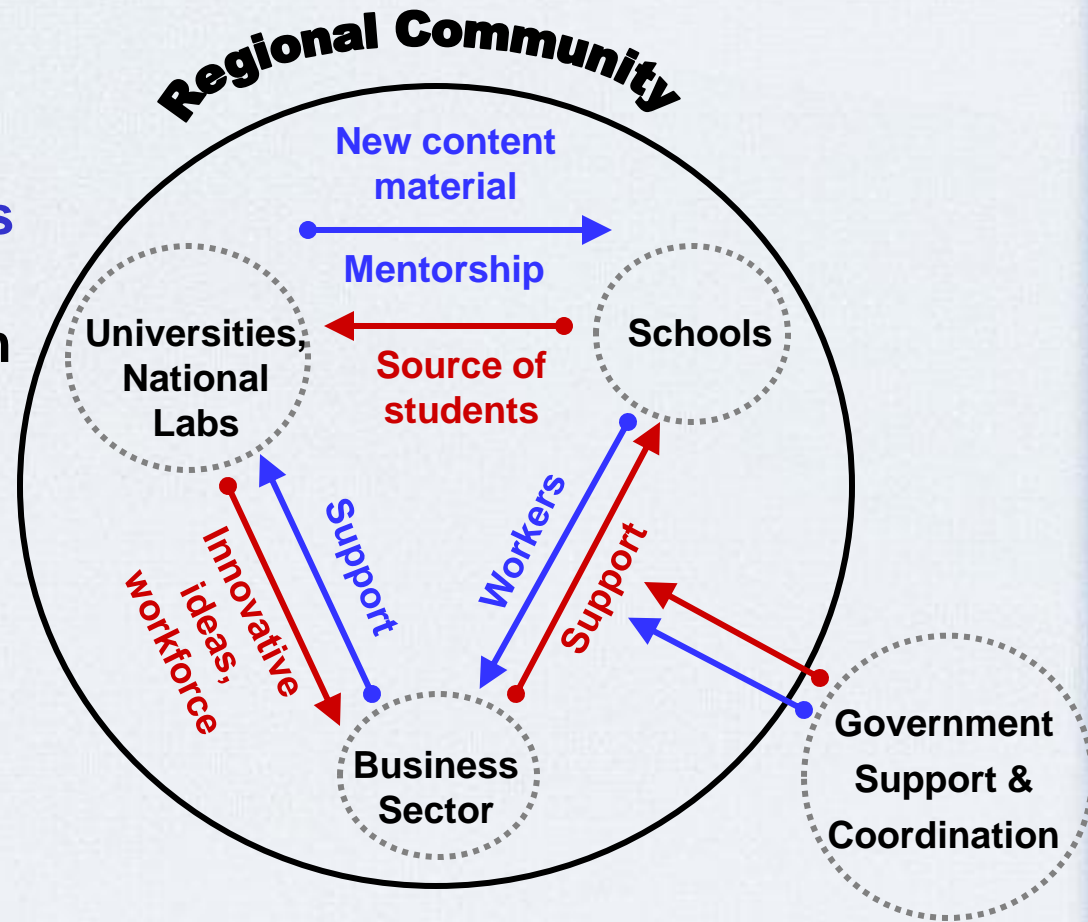 Regional Community
New content
material
s
Mentorship
n
Universities,
National
Labs
Schools
Source of
students
Support
Workers
Support
Innovative
ideas,
workforce
Business
Sector
Government
Support &
Coordination